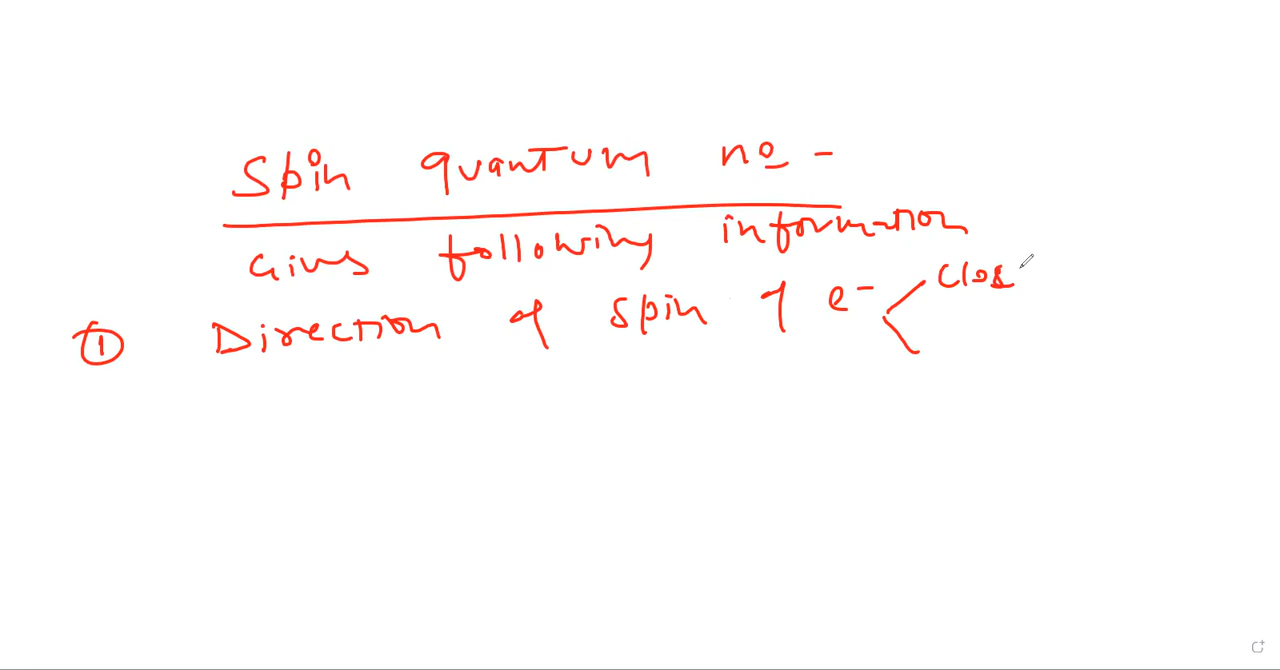 Spin quantum no -
Gives following information
① Direction of spin of e- Clos